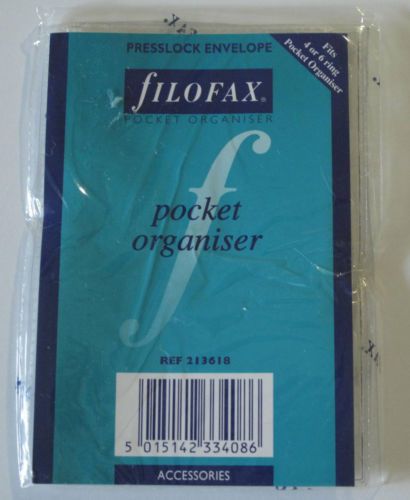 PRESSLOCK ENVELOPE
Fits
4 or 6 ring
Pocket Organiser
fILOFAX®
POCKET ORGANISER
f
pocket
organiser
REF 213618
5 015142 334086
ACCESSORIES